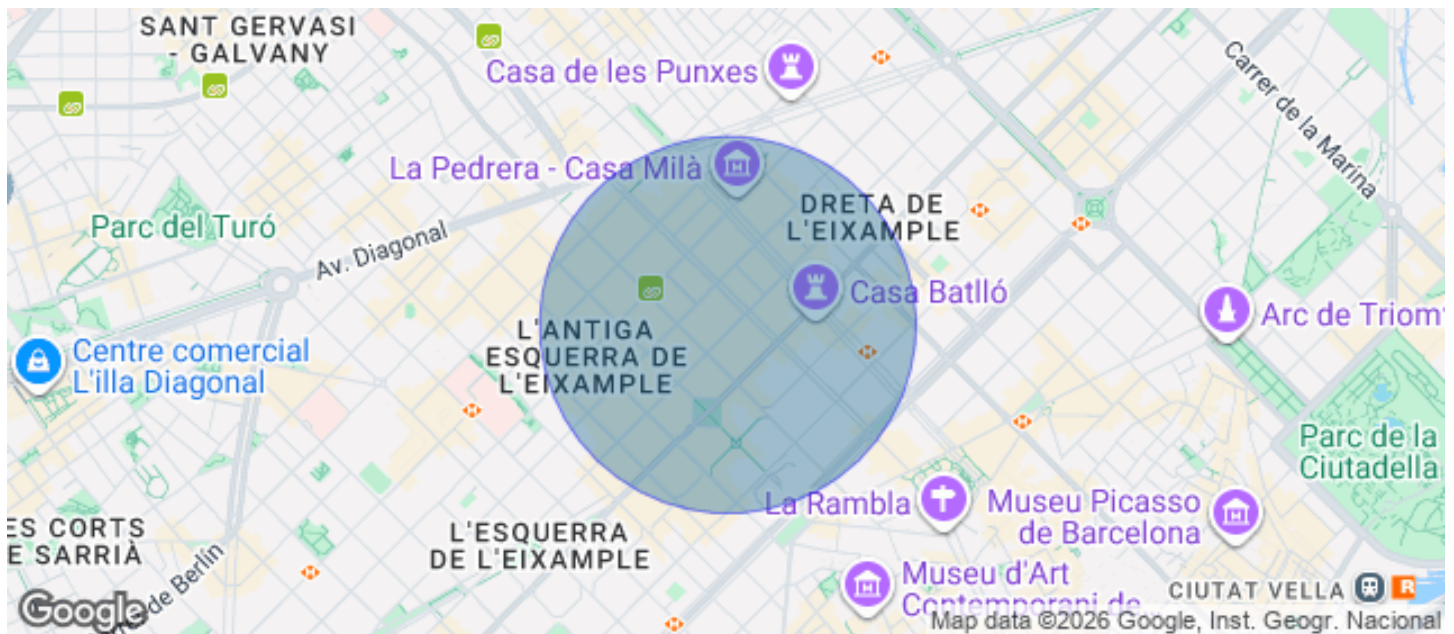 SANT GERVASI
- GALVANY
Casa de les Punxes
Carrer de la Marina
La Pedrera - Casa Milà
DRETA DE
L'EIXAMPLE
Parc del Turó
Av. Diagonal
Casa Batlló
Arc de Triomf
L'ANTIGA
ESQUERRA DE
L'EIXAMPLE
Centre comercial
L'illa Diagonal
Parc de la
Ciutadella
La Rambla
Museu Picasso
de Barcelona
ES CORTS
E SARRIÀ
L'ESQUERRA
DE L'EIXAMPLE
de Berlín
Museu d'Art
Contemporani de
CIUTAT VELLA
R
Google
Map data ©2026 Google, Inst. Geogr. Nacional